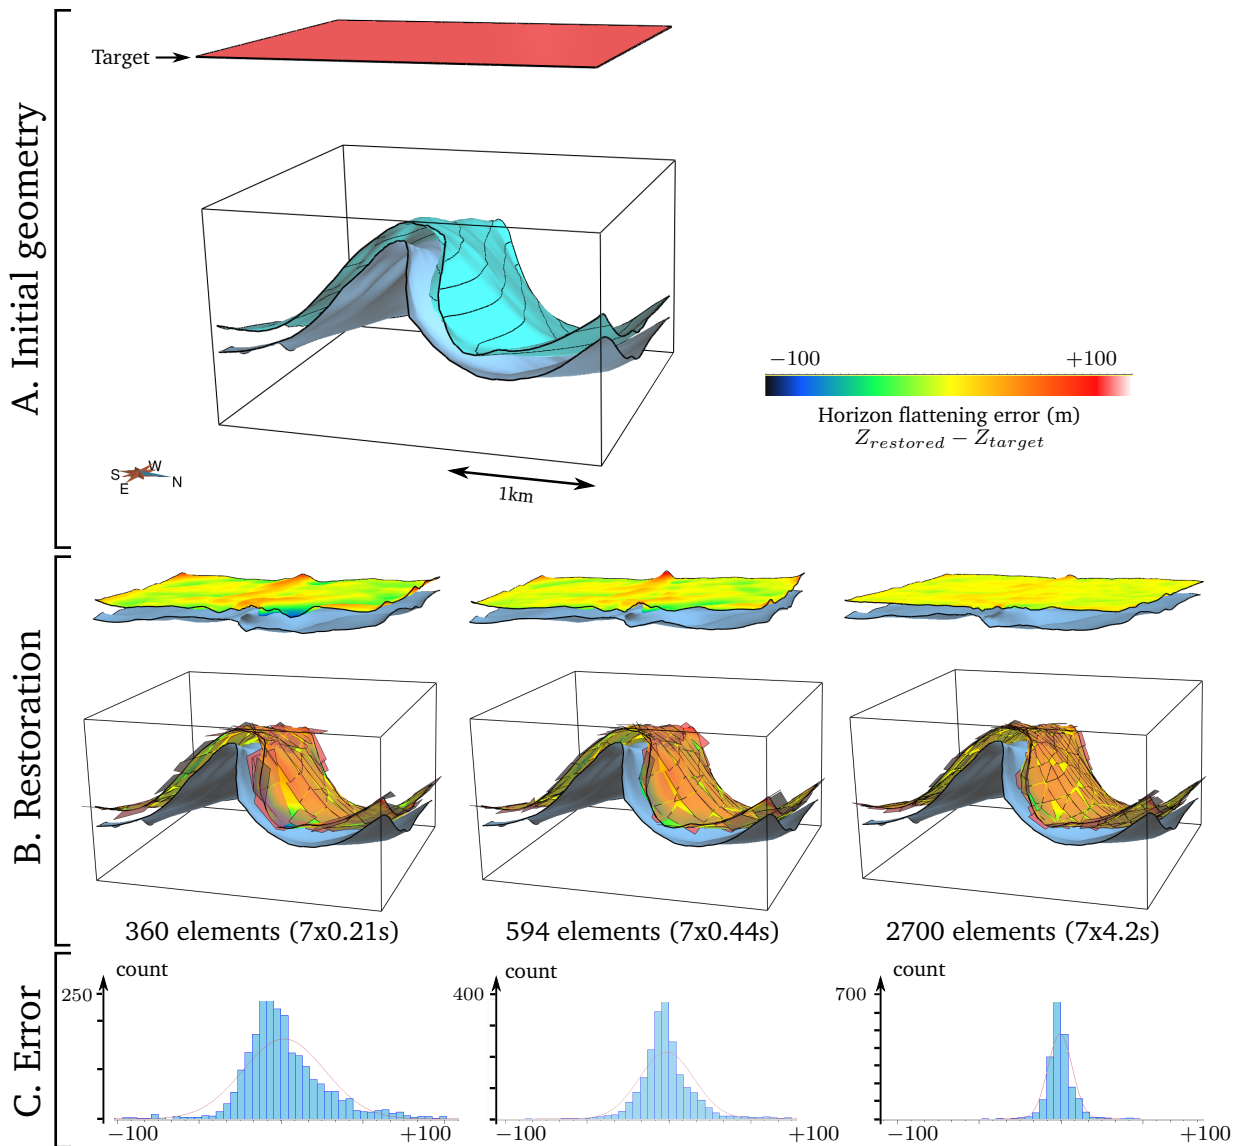 A. Initial geometry
Target
−100 +100
Horizon flattening error (m)
Z_restored − Z_target
S W
E N
1km
B. Restoration
360 elements (7x0.21s) 594 elements (7x0.44s) 2700 elements (7x4.2s)
C. Error
count count count
250 400 700
−100 +100 −100 +100 −100 +100